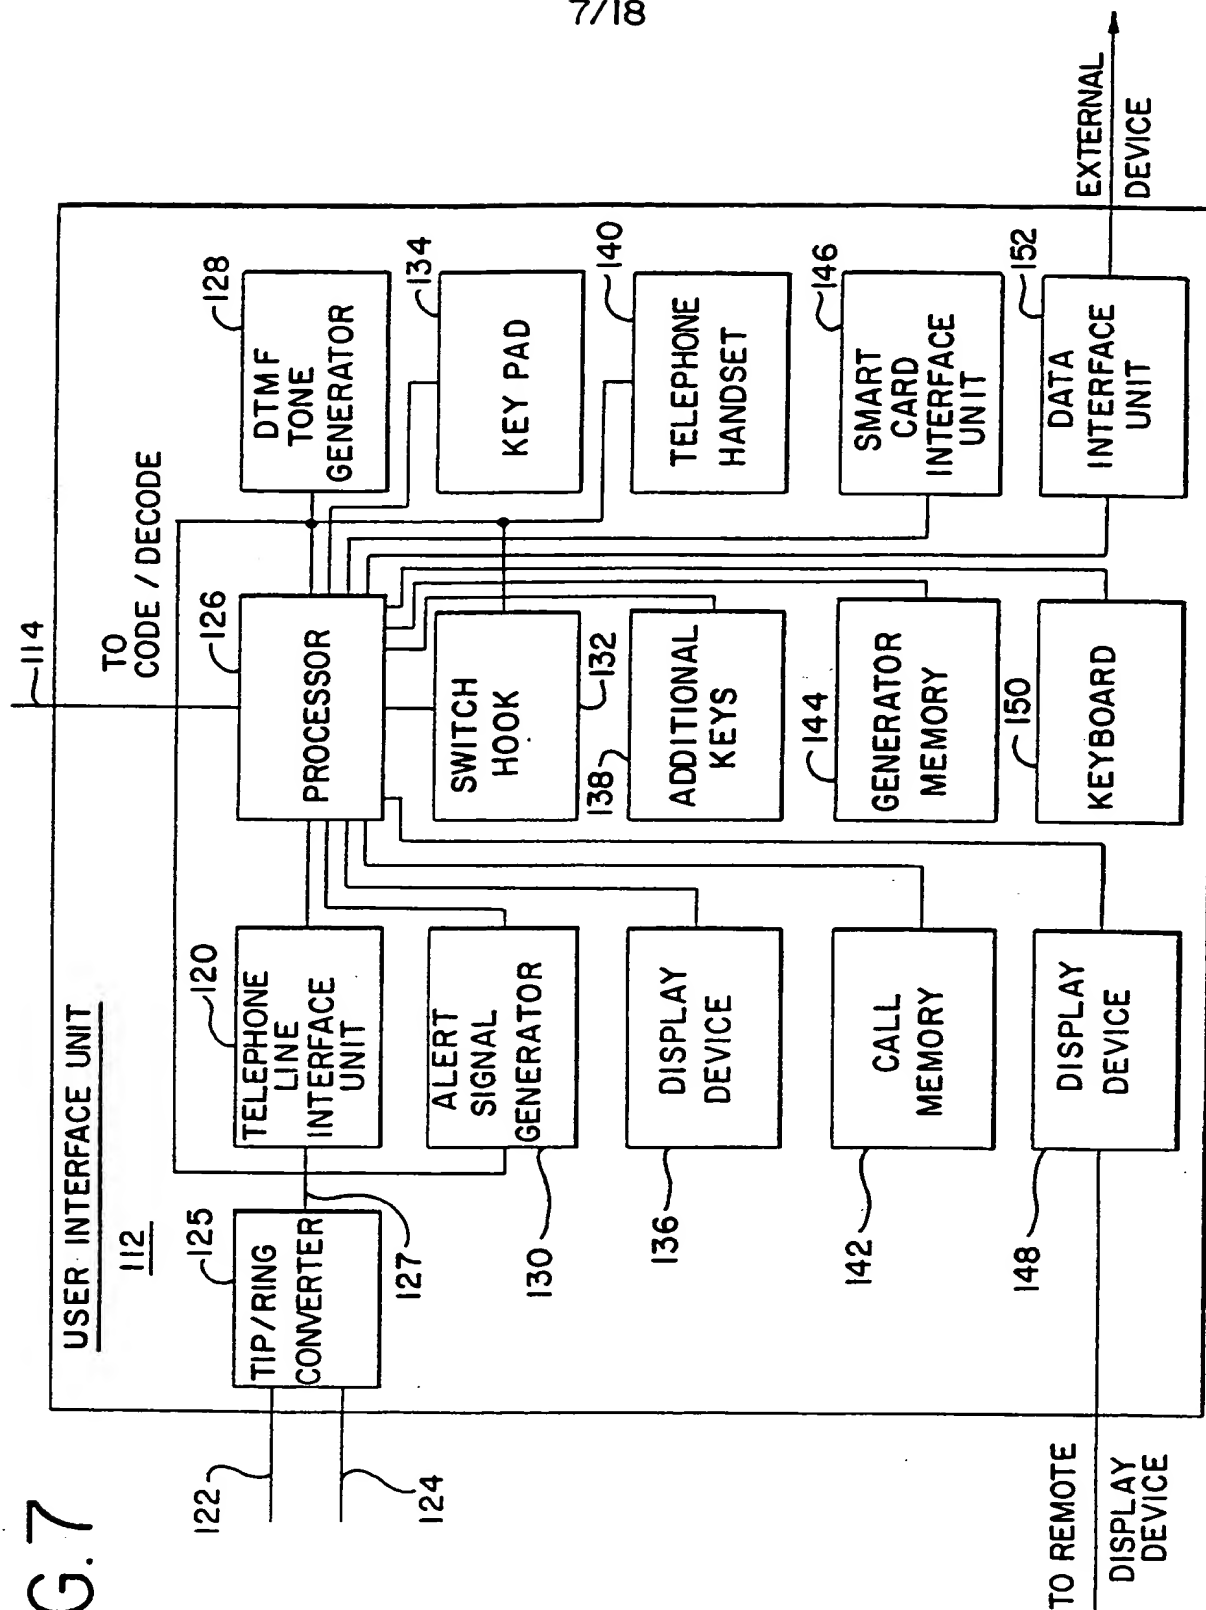 7/18
G. 7
USER INTERFACE UNIT
112
114
TO
CODE / DECODE
122
124
125
TIP/RING
CONVERTER
127
120
TELEPHONE
LINE
INTERFACE
UNIT
126
PROCESSOR
128
DTMF
TONE
GENERATOR
130
ALERT
SIGNAL
GENERATOR
132
SWITCH
HOOK
134
KEY PAD
136
DISPLAY
DEVICE
138
ADDITIONAL
KEYS
140
TELEPHONE
HANDSET
142
CALL
MEMORY
144
GENERATOR
MEMORY
146
SMART
CARD
INTERFACE
UNIT
148
DISPLAY
DEVICE
150
KEYBOARD
152
DATA
INTERFACE
UNIT
TO REMOTE
DISPLAY
DEVICE
EXTERNAL
DEVICE